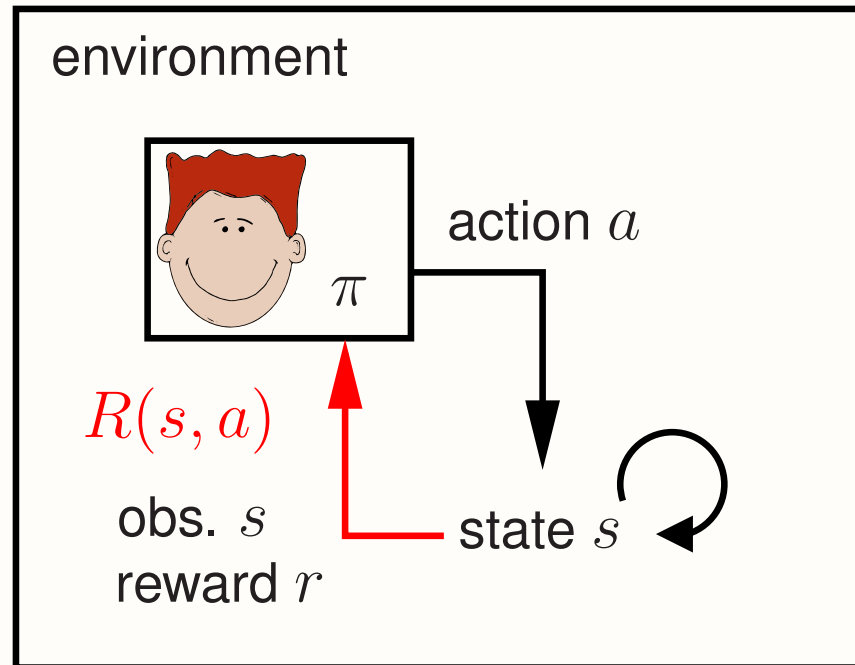 environment
action a
π
R(s, a)
obs. s
state s
reward r